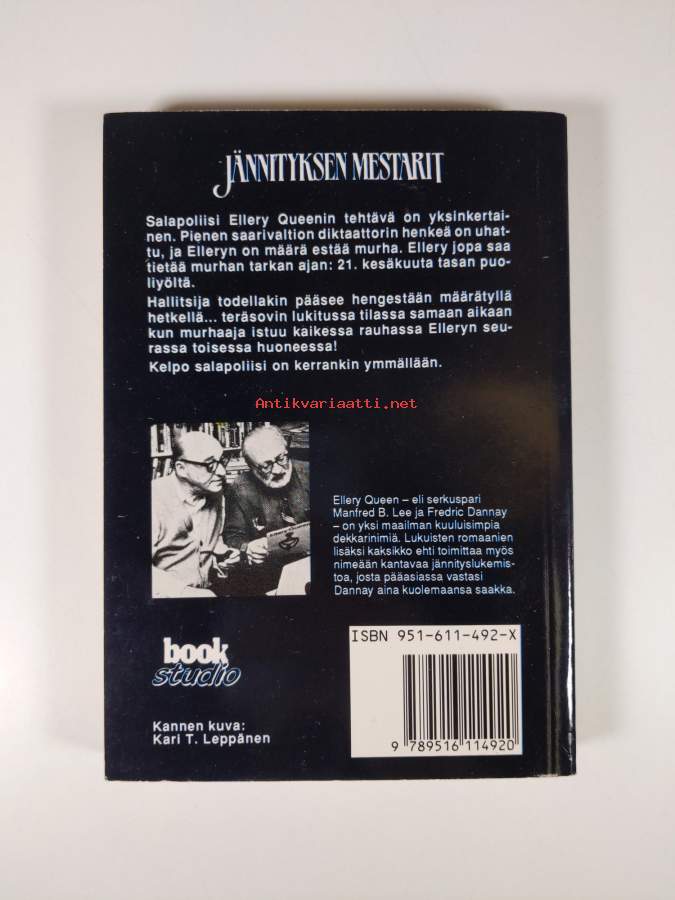 JÄNNITYKSEN MESTARIT
Salapoliisi Ellery Queenin tehtävä on yksinkertai-
nen. Pienen saarivaltion diktaattorin henkeä on uhat-
tu, ja Elleryn on määrä estää murha. Ellery jopa saa
tietää murhan tarkan ajan: 21. kesäkuuta tasan puo-
liyöltä.
Hallitsija todellakin pääsee hengestään määrätyllä
hetkellä... teräsovin lukitussa tilassa samaan aikaan
kun murhaaja istuu kaikessa rauhassa Elleryn seu-
rassa toisessa huoneessa!
Kelpo salapoliisi on kerrankin ymmällään.
Antikvariaatti.net
Ellery Queen – eli serkuspari
Manfred B. Lee ja Fredric Dannay
– on yksi maailman kuuluisimpia
dekkarinimiä. Lukuisten romaanien
lisäksi kaksikko ehti toimittaa myös
nimeään kantavaa jännityslukemis-
toa, josta pääasiassa vastasi
Dannay aina kuolemaansa saakka.
book
studio
Kannen kuva:
Kari T. Leppänen
ISBN 951-611-492-X
9 789516 114920